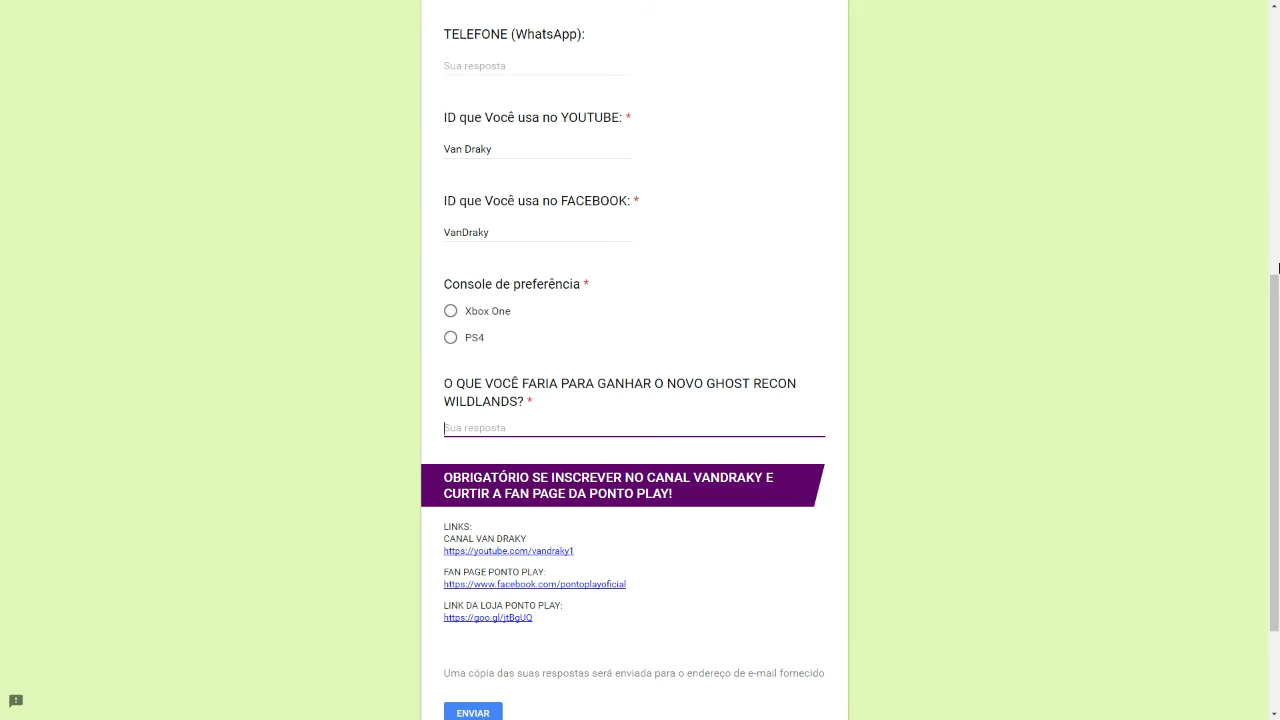 TELEFONE (WhatsApp):
Sua resposta
ID que Você usa no YOUTUBE: *
Van Draky
ID que Você usa no FACEBOOK: *
VanDraky
Console de preferência *
Xbox One
PS4
O QUE VOCÊ FARIA PARA GANHAR O NOVO GHOST RECON
WILDLANDS? *
Sua resposta
OBRIGATÓRIO SE INSCREVER NO CANAL VANDRAKY E
CURTIR A FAN PAGE DA PONTO PLAY!
LINKS:
CANAL VAN DRAKY
https://youtube.com/vandraky1
FAN PAGE PONTO PLAY:
https://www.facebook.com/pontoplayoficial
LINK DA LOJA PONTO PLAY:
https://goo.gl/jtBgUQ
Uma cópia das suas respostas será enviada para o endereço de e-mail fornecido
ENVIAR